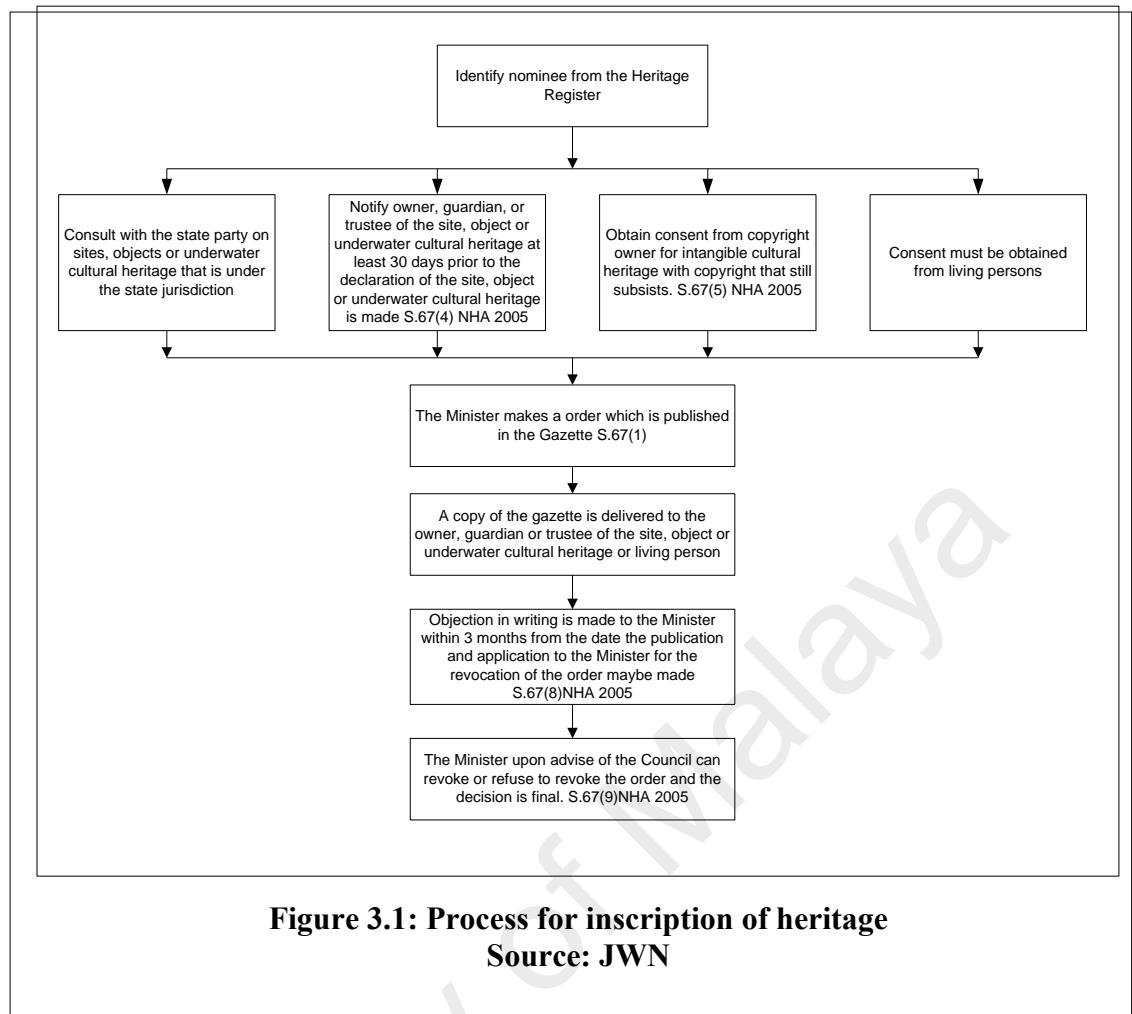 Identify nominee from the Heritage
Register
Consult with the state party on
sites, objects or underwater
cultural heritage that is under
the state jurisdiction
Notify owner, guardian, or
trustee of the site, object or
underwater cultural heritage at
least 30 days prior to the
declaration of the site, object
or underwater cultural heritage
is made S.67(4) NHA 2005
Obtain consent from copyright
owner for intangible cultural
heritage with copyright that still
subsists. S.67(5) NHA 2005
Consent must be obtained
from living persons
The Minister makes a order which is published
in the Gazette S.67(1)
A copy of the gazette is delivered to the
owner, guardian or trustee of the site, object or
underwater cultural heritage or living person
Objection in writing is made to the Minister
within 3 months from the date the publication
and application to the Minister for the
revocation of the order maybe made
S.67(8)NHA 2005
The Minister upon advise of the Council can
revoke or refuse to revoke the order and the
decision is final. S.67(9)NHA 2005
of Malaya
Figure 3.1: Process for inscription of heritage
Source: JWN